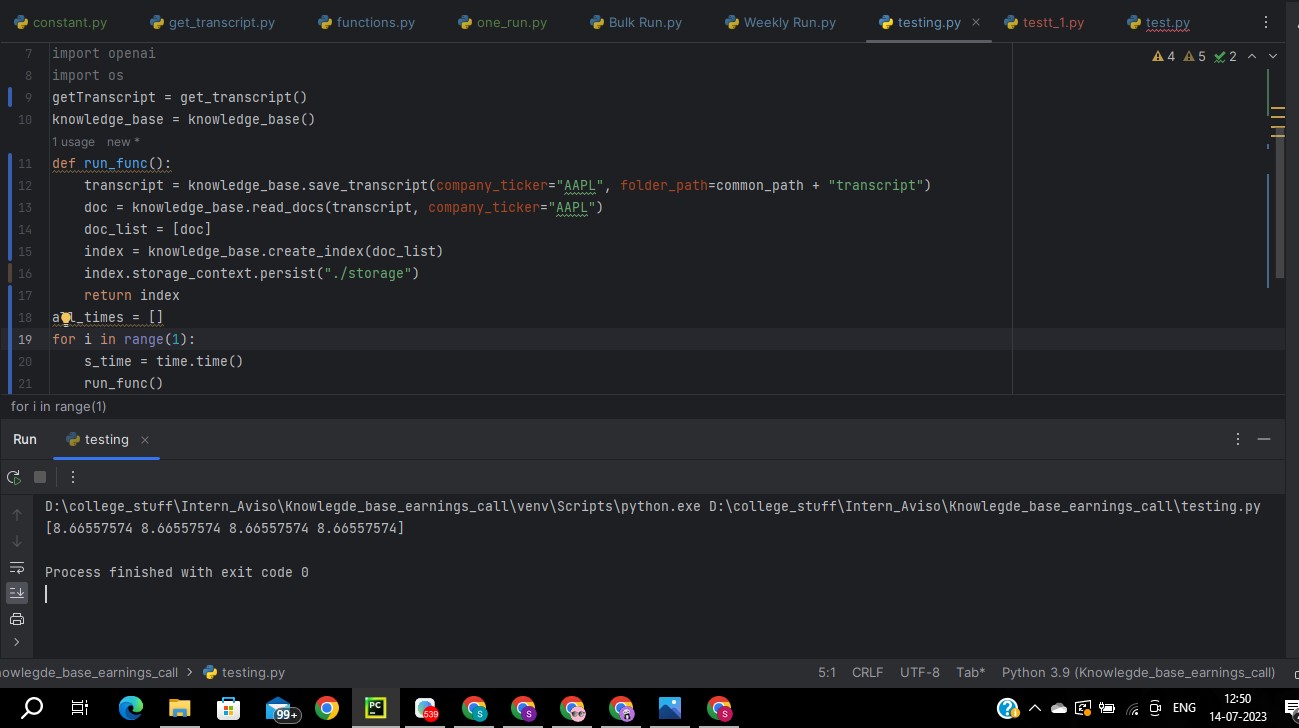 constant.py get_transcript.py functions.py one_run.py Bulk Run.py Weekly Run.py testing.py testt_1.py test.py
4 5 2
7 import openai
8 import os
9 getTranscript = get_transcript()
10 knowledge_base = knowledge_base()
1 usage new *
11 def run_func():
12 transcript = knowledge_base.save_transcript(company_ticker="AAPL", folder_path=common_path + "transcript")
13 doc = knowledge_base.read_docs(transcript, company_ticker="AAPL")
14 doc_list = [doc]
15 index = knowledge_base.create_index(doc_list)
16 index.storage_context.persist("./storage")
17 return index
18 all_times = []
19 for i in range(1):
20 s_time = time.time()
21 run_func()
for i in range(1)
Run testing
D:\college_stuff\Intern_Aviso\Knowlegde_base_earnings_call\venv\Scripts\python.exe D:\college_stuff\Intern_Aviso\Knowlegde_base_earnings_call\testing.py
[8.66557574 8.66557574 8.66557574 8.66557574]
Process finished with exit code 0
nowlegde_base_earnings_call > testing.py 5:1 CRLF UTF-8 Tab* Python 3.9 (Knowlegde_base_earnings_call)
99+ PC 539 S S S ENG 12:50
14-07-2023